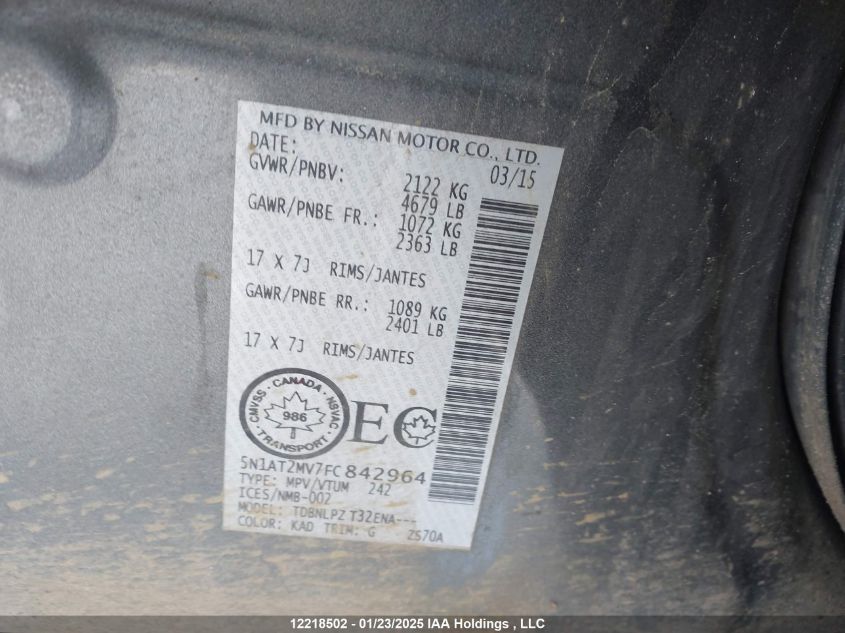 MFD BY NISSAN MOTOR CO., LTD.
DATE: 03/15
GVWR/PNBV: 2122 KG
4679 LB
GAWR/PNBE FR.: 1072 KG
2363 LB
17 X 7J RIMS/JANTES
GAWR/PNBE RR.: 1089 KG
2401 LB
17 X 7J RIMS/JANTES
CMVSS · CANADA · NSVAC · TRANSPORT ·
986
EC
5N1AT2MV7FC842964
TYPE: MPV/VTUM 242
ICES/NMB-002
MODEL: TDBNLPZ T32ENA---
COLOR: KAD TRIM: G 2S70A
12218502 - 01/23/2025 IAA Holdings , LLC